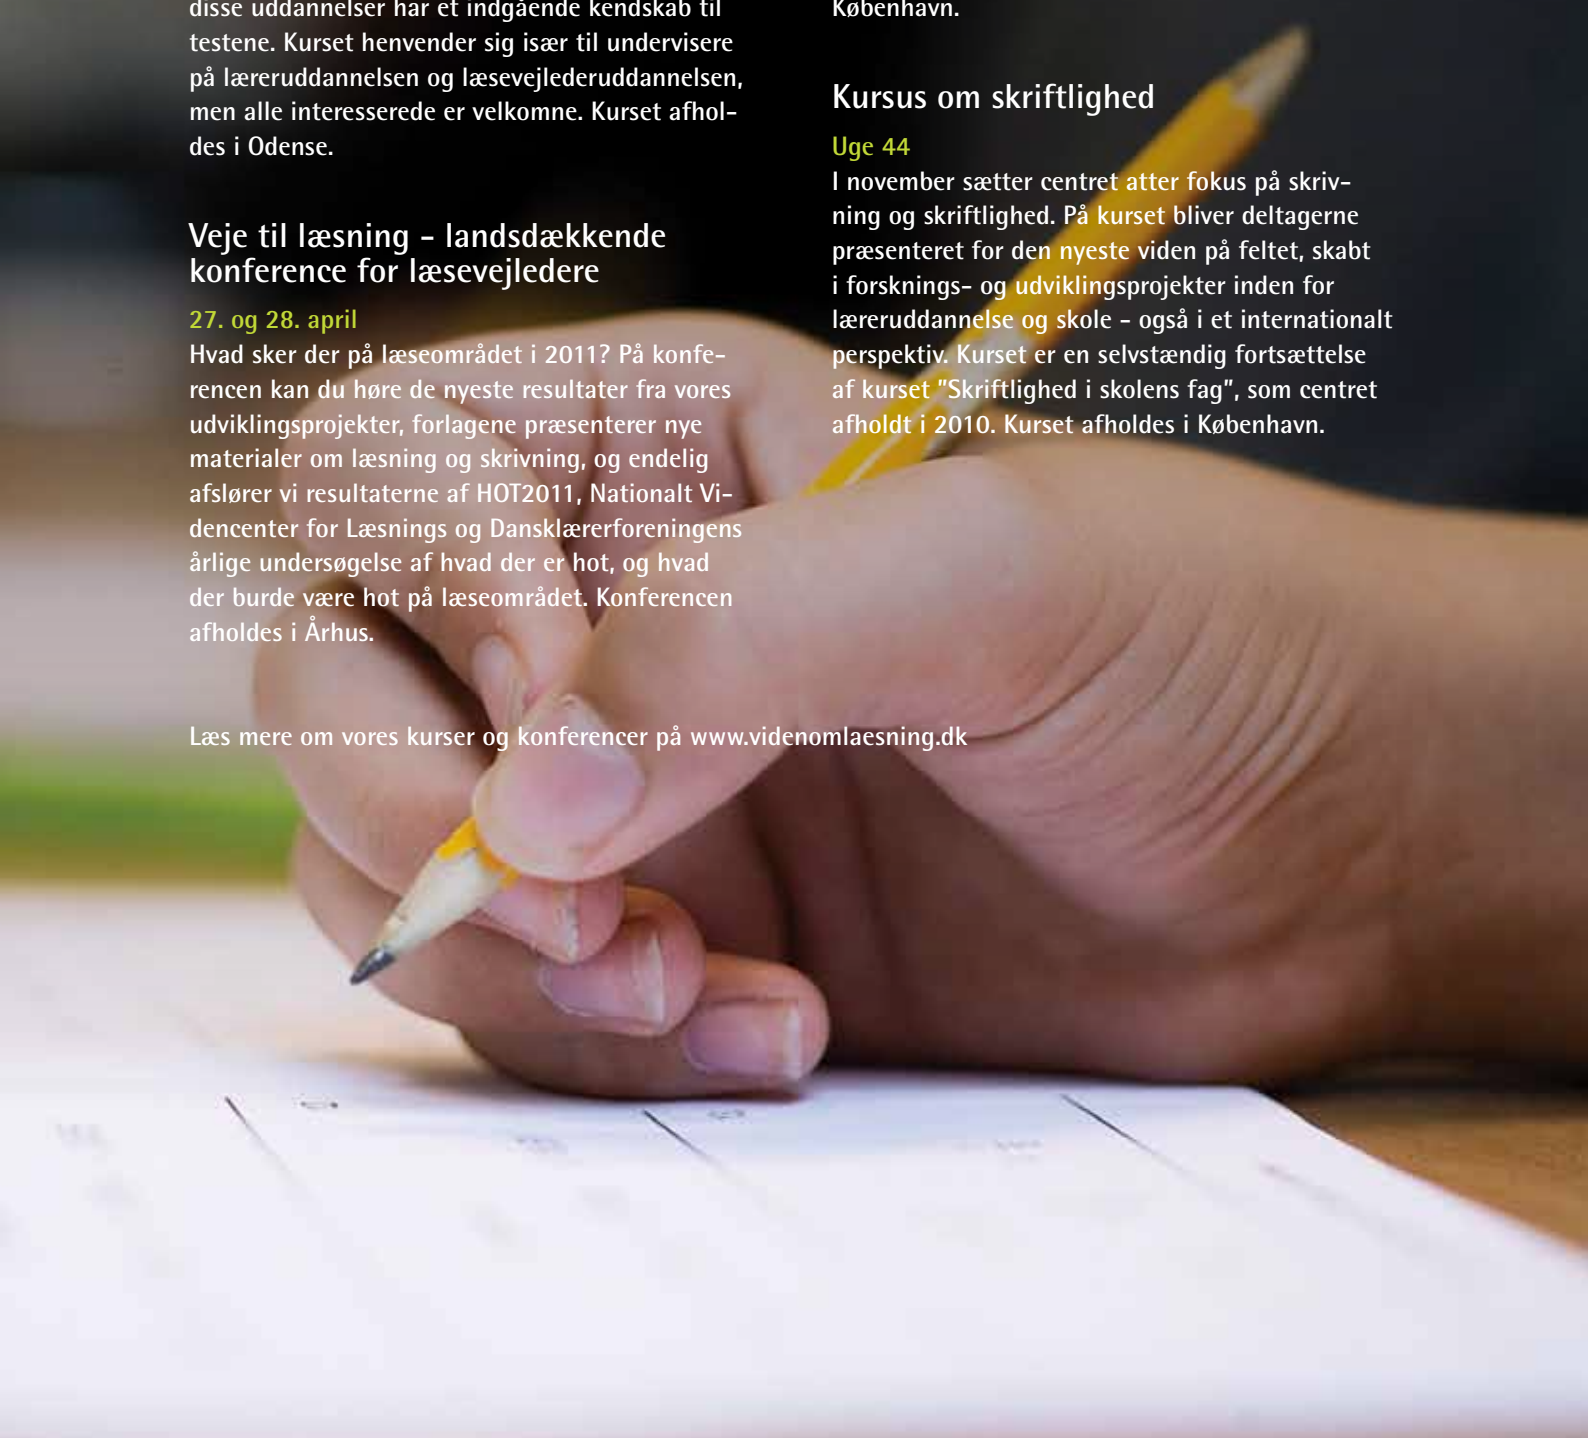 disse uddannelser har et indgående kendskab til
testene. Kurset henvender sig især til undervisere
på læreruddannelsen og læsevejlederuddannelsen,
men alle interesserede er velkomne. Kurset afhol-
des i Odense.
Veje til læsning - landsdækkende
konference for læsevejledere
27. og 28. april
Hvad sker der på læseområdet i 2011? På konfe-
rencen kan du høre de nyeste resultater fra vores
udviklingsprojekter, forlagene præsenterer nye
materialer om læsning og skrivning, og endelig
afslører vi resultaterne af HOT2011, Nationalt Vi-
dencenter for Læsnings og Dansklærerforeningens
årlige undersøgelse af hvad der er hot, og hvad
der burde være hot på læseområdet. Konferencen
afholdes i Århus.
København.
Kursus om skriftlighed
Uge 44
I november sætter centret atter fokus på skriv-
ning og skriftlighed. På kurset bliver deltagerne
præsenteret for den nyeste viden på feltet, skabt
i forsknings- og udviklingsprojekter inden for
læreruddannelse og skole - også i et internationalt
perspektiv. Kurset er en selvstændig fortsættelse
af kurset "Skriftlighed i skolens fag", som centret
afholdt i 2010. Kurset afholdes i København.
Læs mere om vores kurser og konferencer på www.videnomlaesning.dk